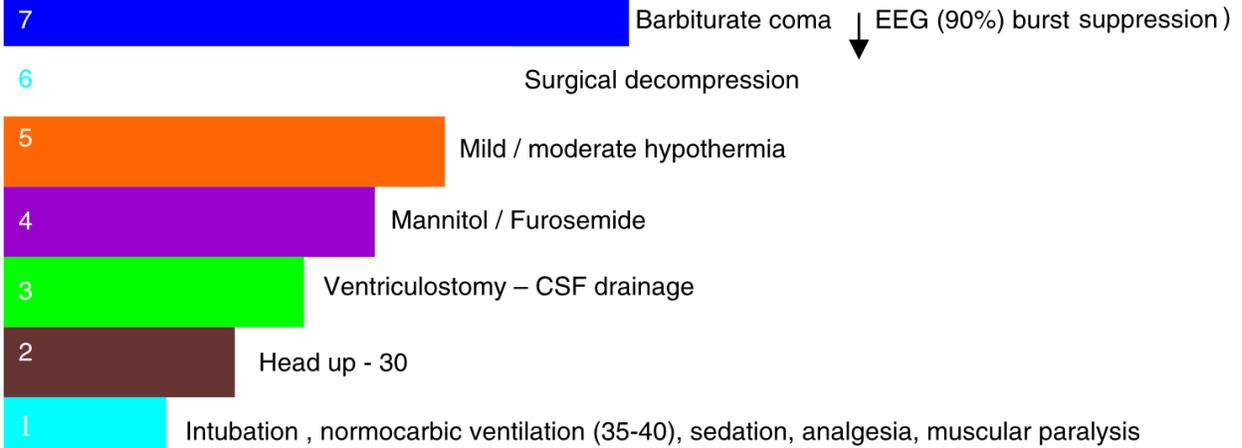 7 Barbiturate coma ↓ EEG (90%) burst suppression )
6 Surgical decompression
5 Mild / moderate hypothermia
4 Mannitol / Furosemide
3 Ventriculostomy – CSF drainage
2 Head up - 30
1 Intubation , normocarbic ventilation (35-40), sedation, analgesia, muscular paralysis